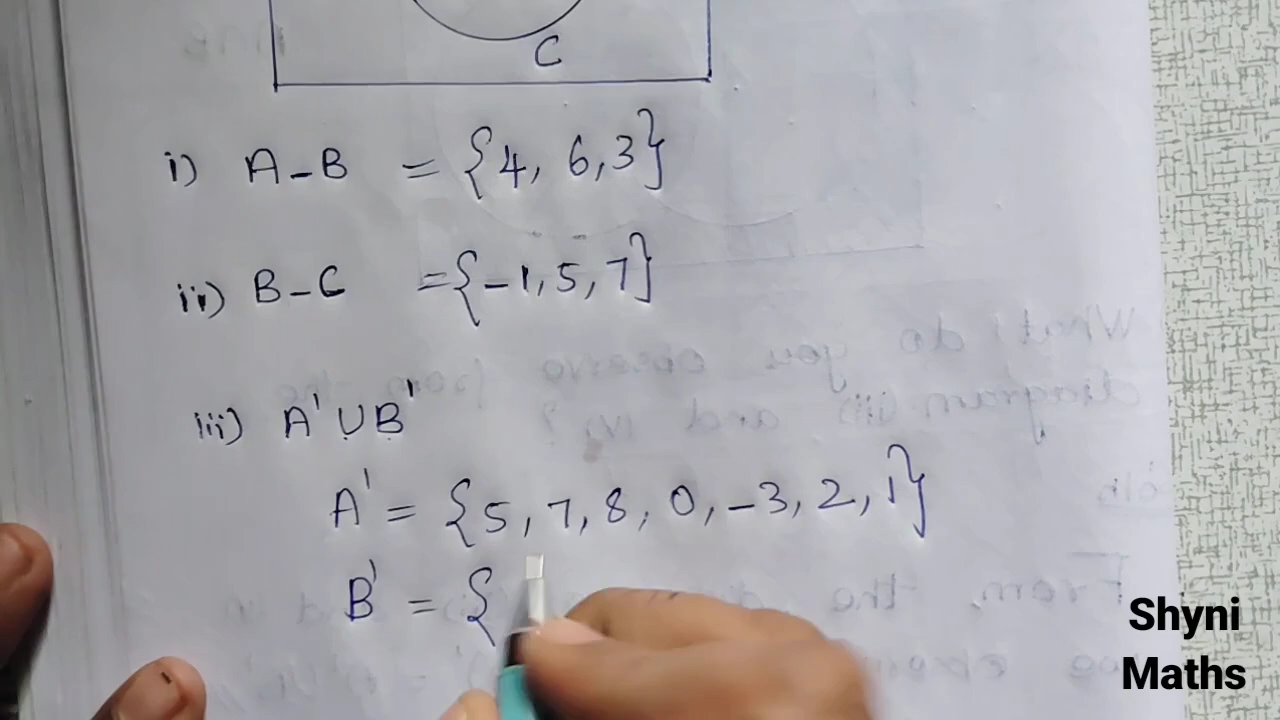 C
i) A-B = {4, 6,3}
ii) B-C = {-1,5,7}
iii) A' ∪ B'
A' = {5, 7, 8, 0, -3, 2, 1}
B' = {
Shyni
Maths